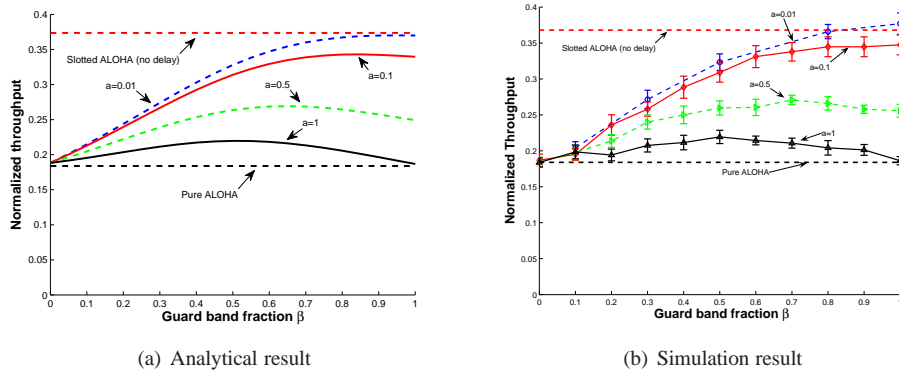 0.4
0.35
0.3
0.25
0.2
0.15
0.1
0.05
0
0.1
0.2
0.3
0.4
0.5
0.6
0.7
0.8
0.9
1
Normalized throughput
Guard band fraction β
Slotted ALOHA (no delay)
a=0.01
a=0.1
a=0.5
a=1
Pure ALOHA
(a) Analytical result
0.4
0.35
0.3
0.25
0.2
0.15
0.1
0.05
0
0.1
0.2
0.3
0.4
0.5
0.6
0.7
0.8
0.9
1
Normalized Throughput
Guard band fraction β
a=0.01
Slotted ALOHA (no delay)
a=0.1
a=0.5
a=1
Pure ALOHA
(b) Simulation result